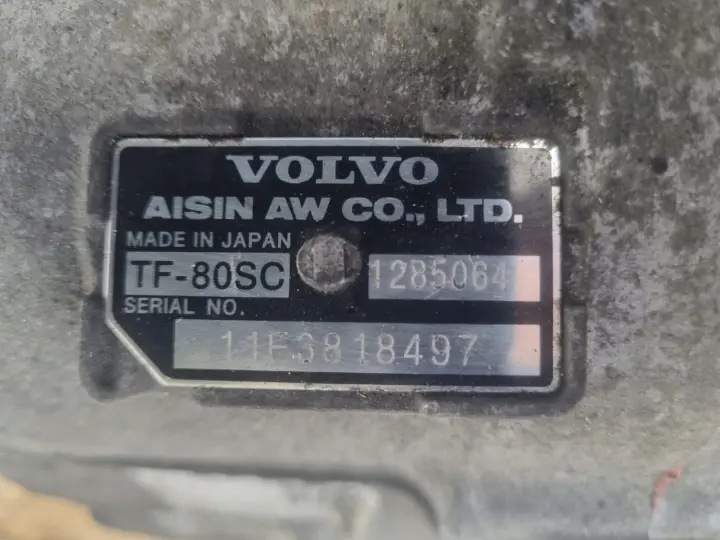 VOLVO
AISIN AW CO., LTD.
MADE IN JAPAN
TF-80SC 1285064
SERIAL NO.
11E3818497